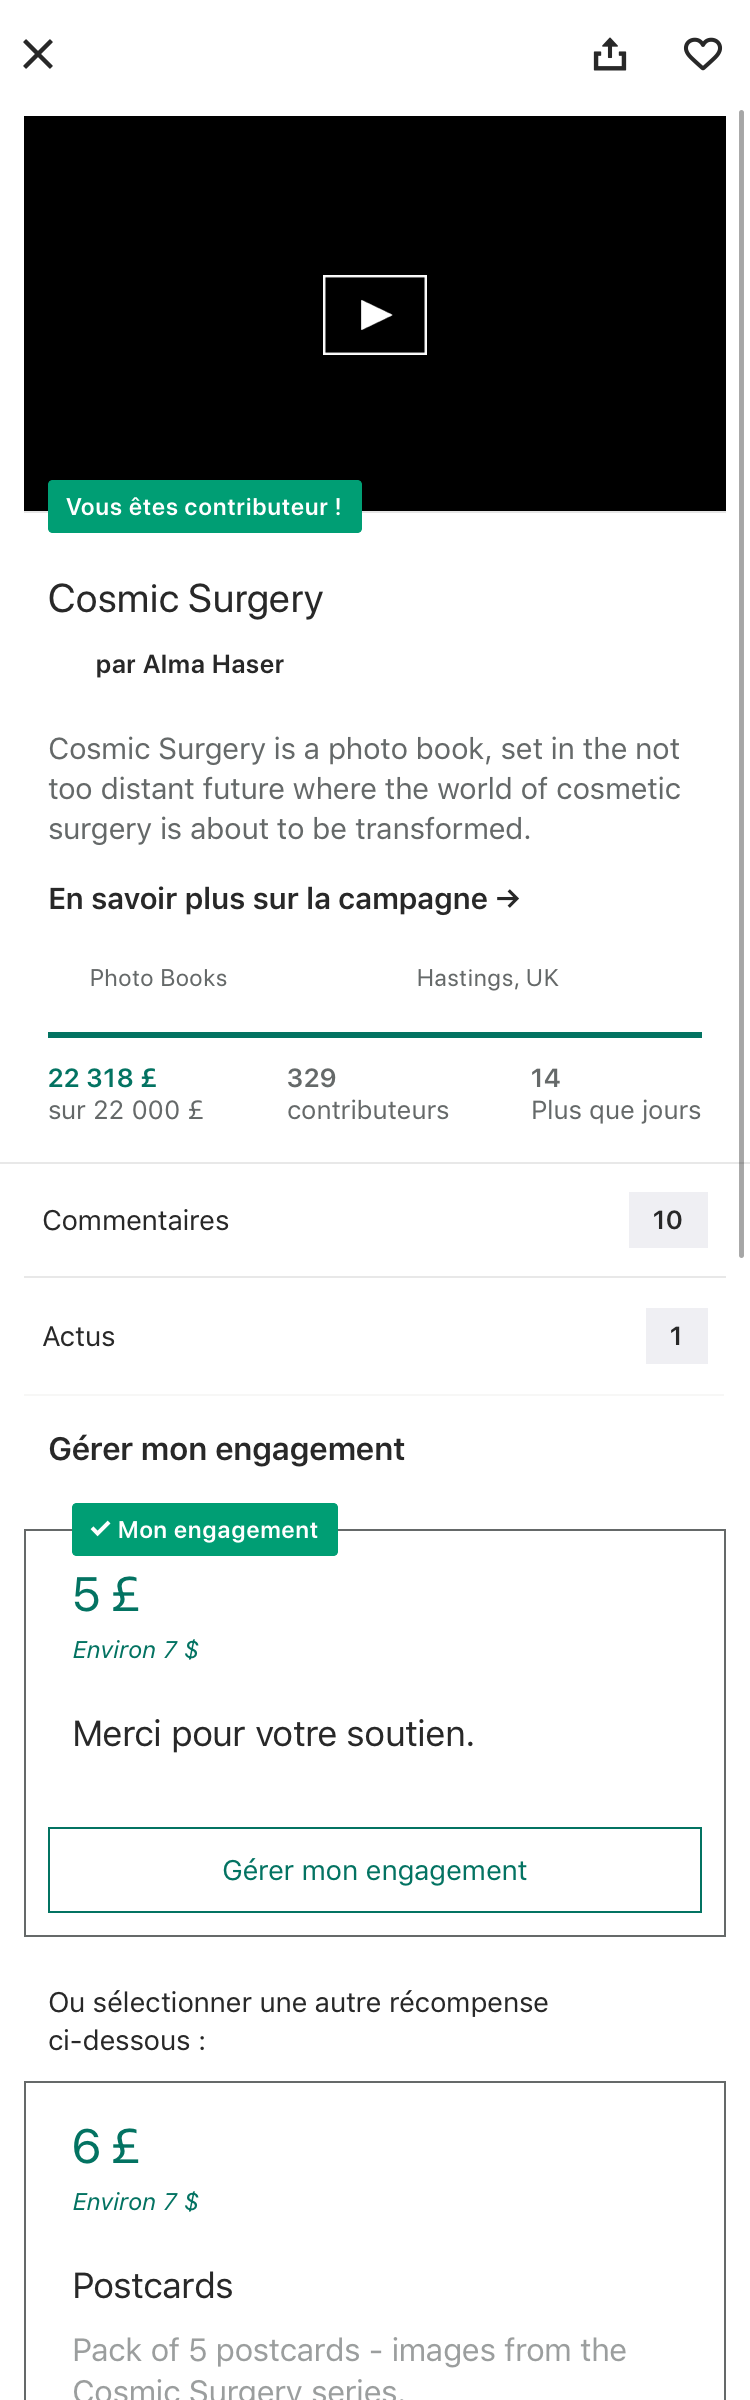 Vous êtes contributeur !
Cosmic Surgery
par Alma Haser
Cosmic Surgery is a photo book, set in the not
too distant future where the world of cosmetic
surgery is about to be transformed.
En savoir plus sur la campagne →
Photo Books
Hastings, UK
22 318 £
sur 22 000 £
329
contributeurs
14
Plus que jours
Commentaires
10
Actus
1
Gérer mon engagement
✓ Mon engagement
5 £
Environ 7 $
Merci pour votre soutien.
Gérer mon engagement
Ou sélectionner une autre récompense
ci-dessous :
6 £
Environ 7 $
Postcards
Pack of 5 postcards - images from the
Cosmic Surgery series.